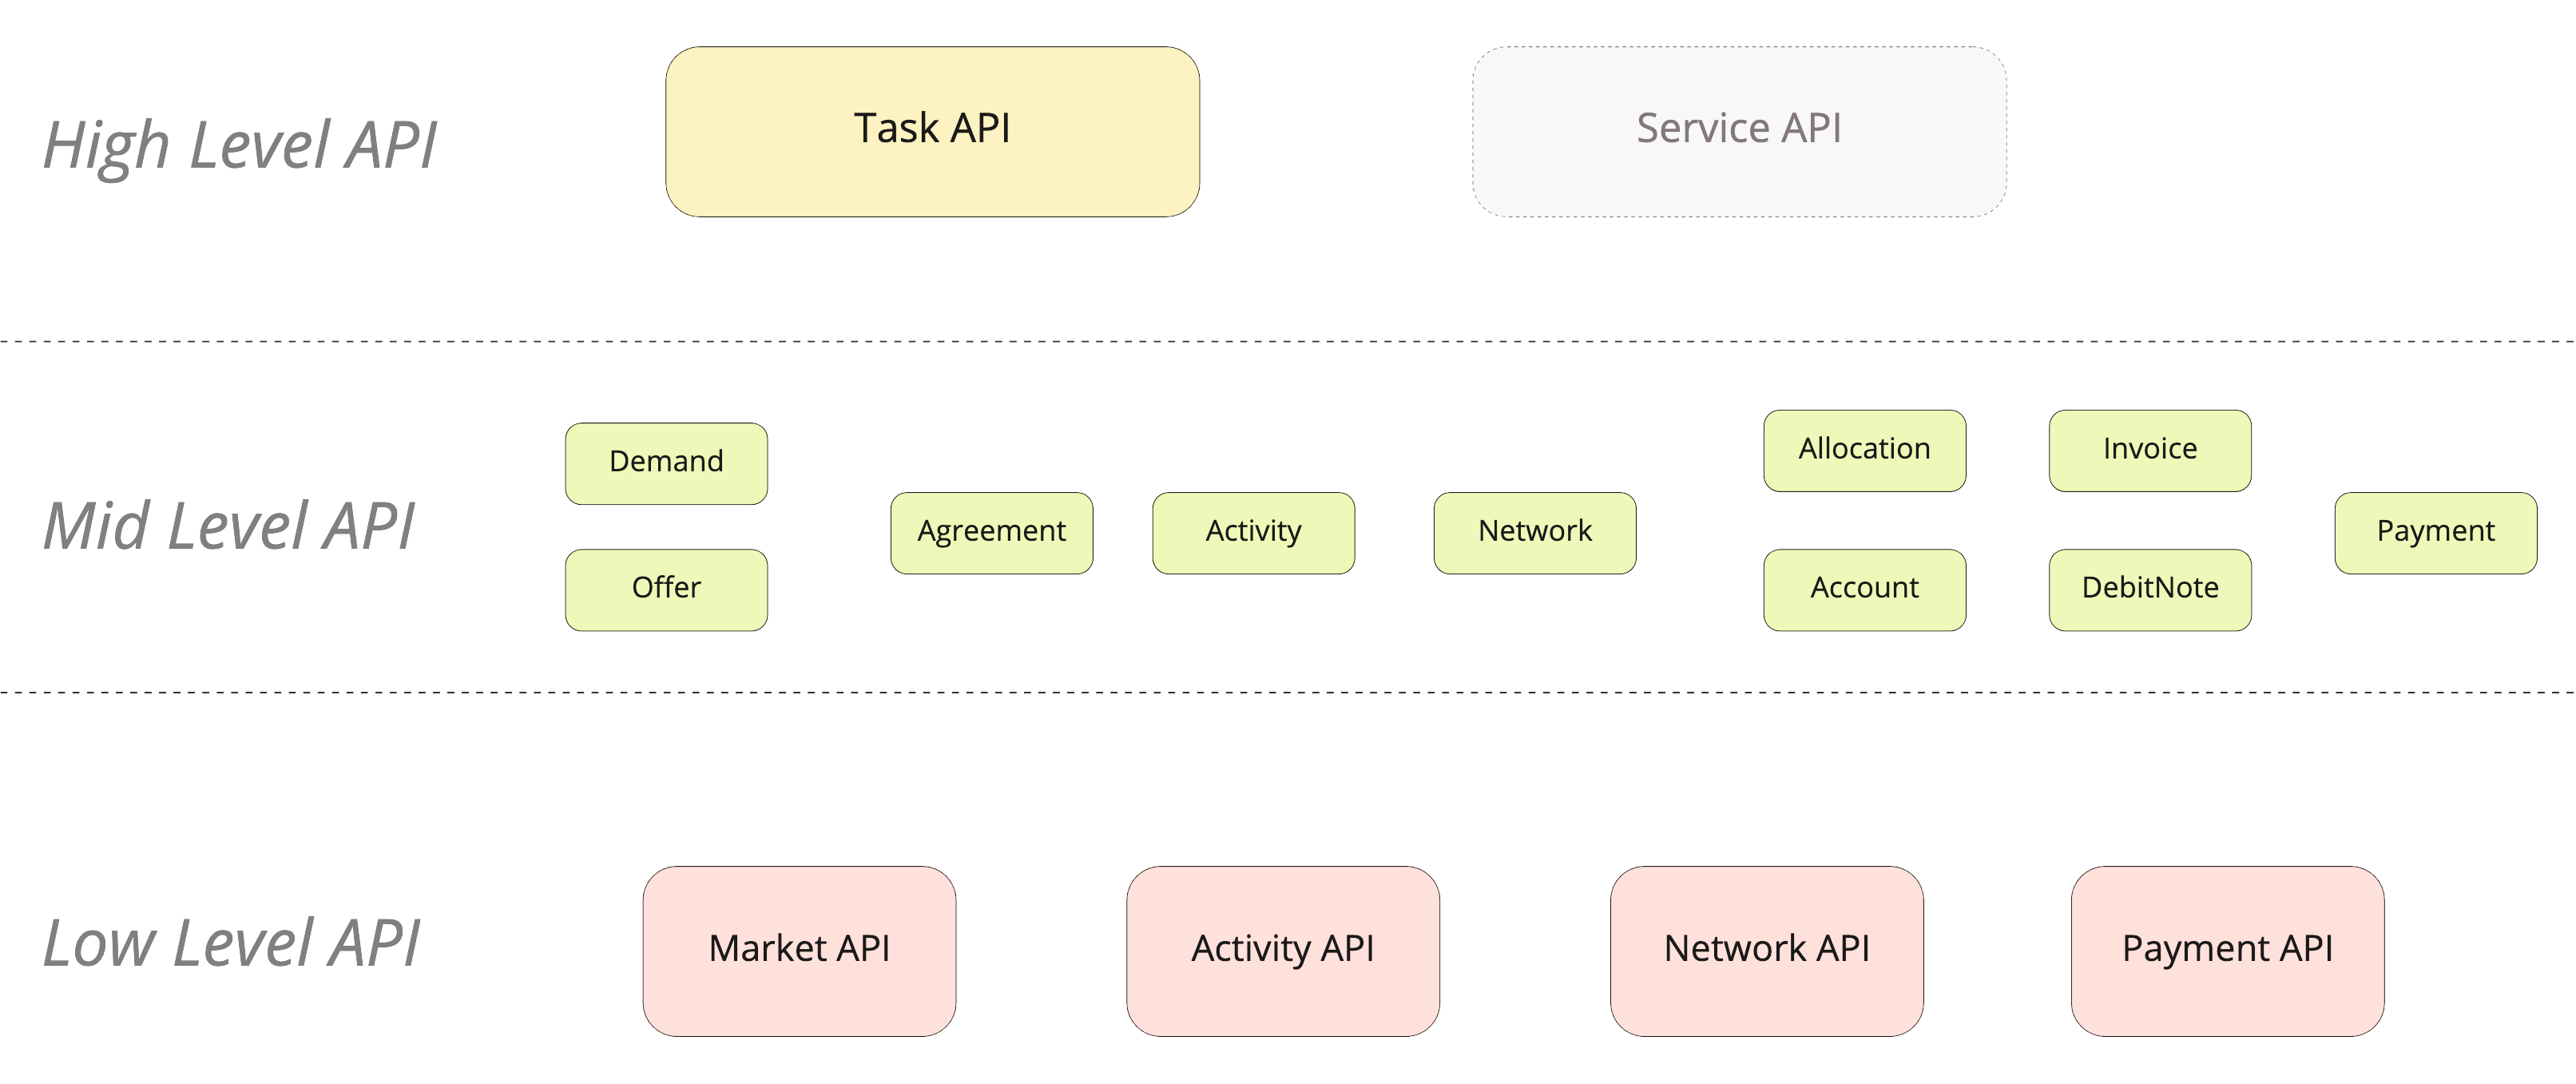 High Level API
Task API
Service API
Mid Level API
Demand
Offer
Agreement
Activity
Network
Allocation
Account
Invoice
DebitNote
Payment
Low Level API
Market API
Activity API
Network API
Payment API